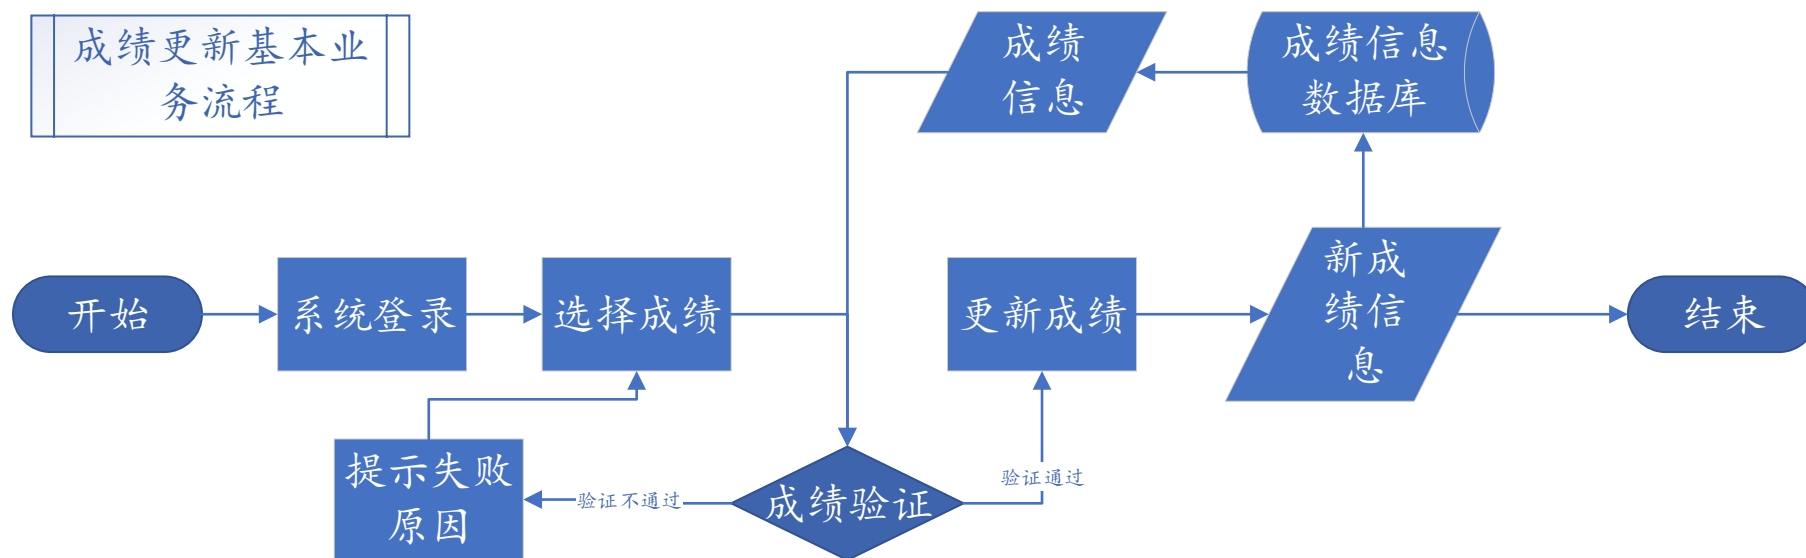 成绩更新基本业
务流程
成绩
信息
成绩信息
数据库
开始
系统登录
选择成绩
更新成绩
新成
绩信
息
结束
提示失败
原因
验证不通过
成绩验证
验证通过